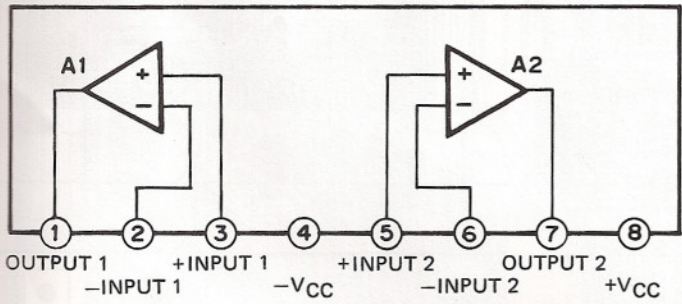 A1
+
−
+
−
A2
1 2 3 4 5 6 7 8
OUTPUT 1 +INPUT 1 −VCC +INPUT 2 OUTPUT 2 +VCC
−INPUT 1 −INPUT 2